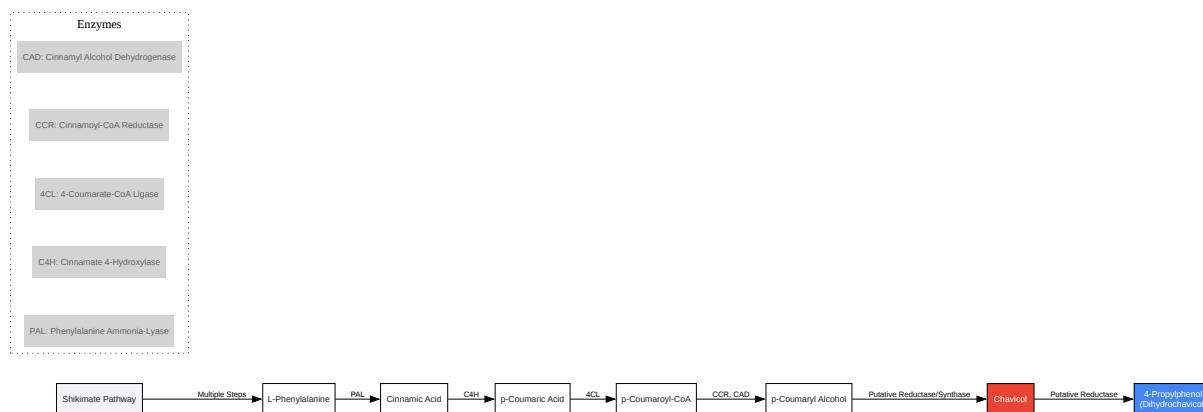 Enzymes
CAD: Cinnamyl Alcohol Dehydrogenase
CCR: Cinnamoyl-CoA Reductase
4CL: 4-Coumarate-CoA Ligase
C4H: Cinnamate 4-Hydroxylase
PAL: Phenylalanine Ammonia-Lyase
Shikimate Pathway
Multiple Steps
L-Phenylalanine
PAL
Cinnamic Acid
C4H
p-Coumaric Acid
4CL
p-Coumaroyl-CoA
CCR, CAD
p-Coumaryl Alcohol
Putative Reductase/Synthase
Chavicol
Putative Reductase
4-Propylphenol
(Dihydrochavicol